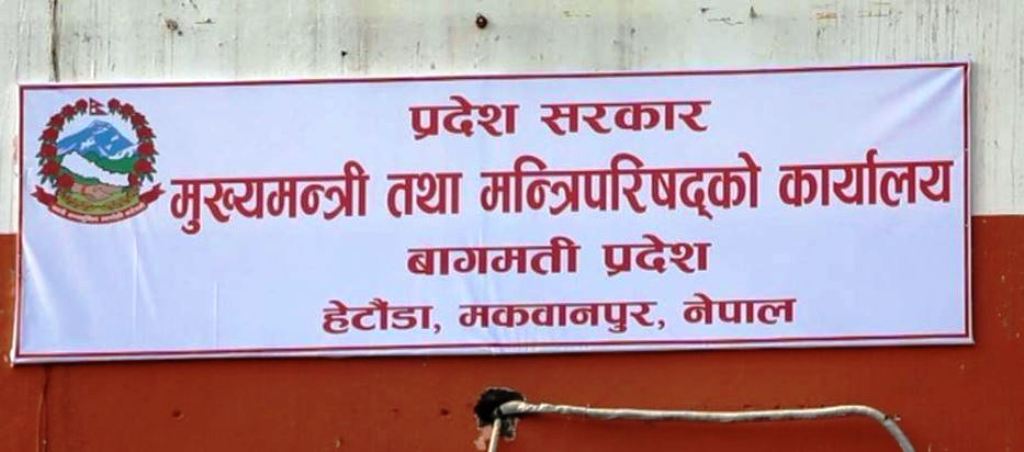 प्रदेश सरकार
मुख्यमन्त्री तथा मन्त्रिपरिषद्को कार्यालय
बागमती प्रदेश
हेटौंडा, मकवानपुर, नेपाल